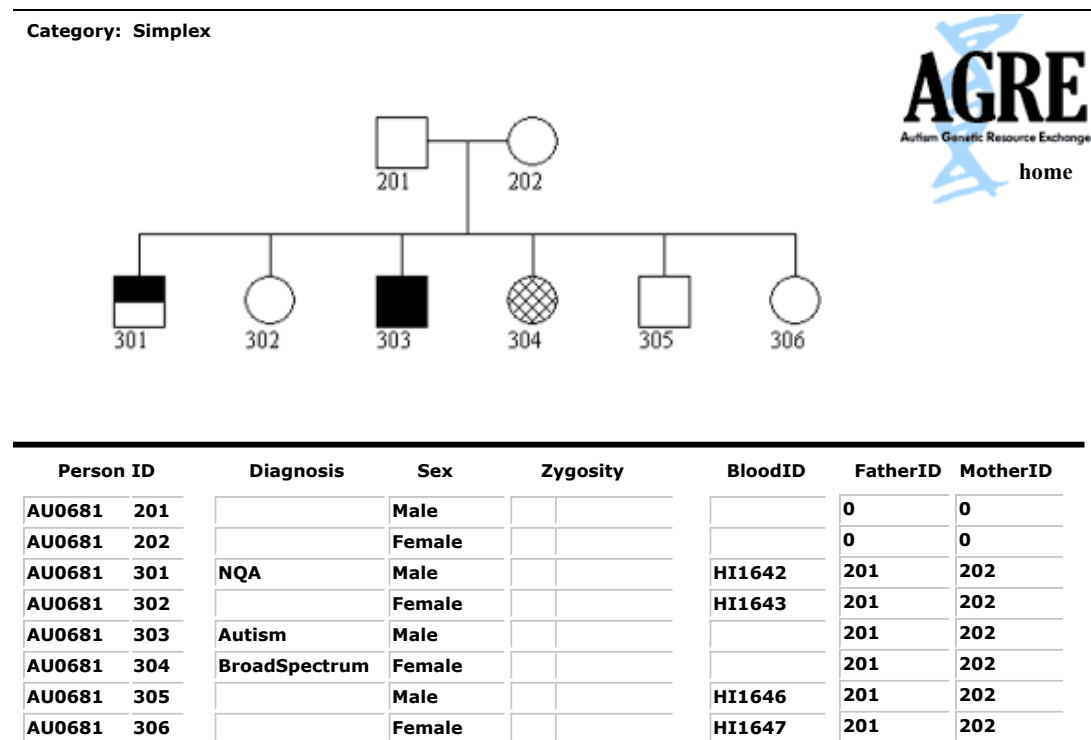 Category: Simplex
AGRE
Autism Genetic Resource Exchange
home
201 202
301 302 303 304 305 306
Person ID Diagnosis Sex Zygosity BloodID FatherID MotherID
AU0681 201 Male 0 0
AU0681 202 Female 0 0
AU0681 301 NQA Male HI1642 201 202
AU0681 302 Female HI1643 201 202
AU0681 303 Autism Male 201 202
AU0681 304 BroadSpectrum Female 201 202
AU0681 305 Male HI1646 201 202
AU0681 306 Female HI1647 201 202